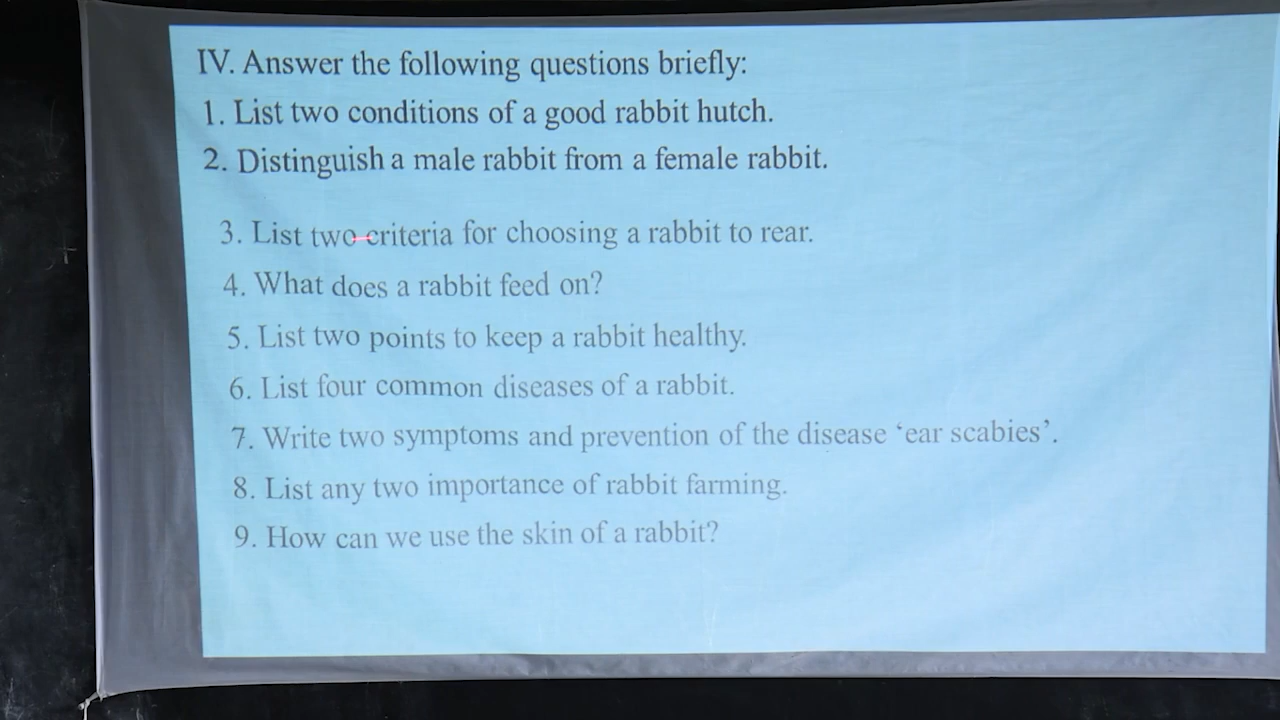 IV. Answer the following questions briefly:
1. List two conditions of a good rabbit hutch.
2. Distinguish a male rabbit from a female rabbit.
3. List two criteria for choosing a rabbit to rear.
4. What does a rabbit feed on?
5. List two points to keep a rabbit healthy.
6. List four common diseases of a rabbit.
7. Write two symptoms and prevention of the disease ‘ear scabies’.
8. List any two importance of rabbit farming.
9. How can we use the skin of a rabbit?